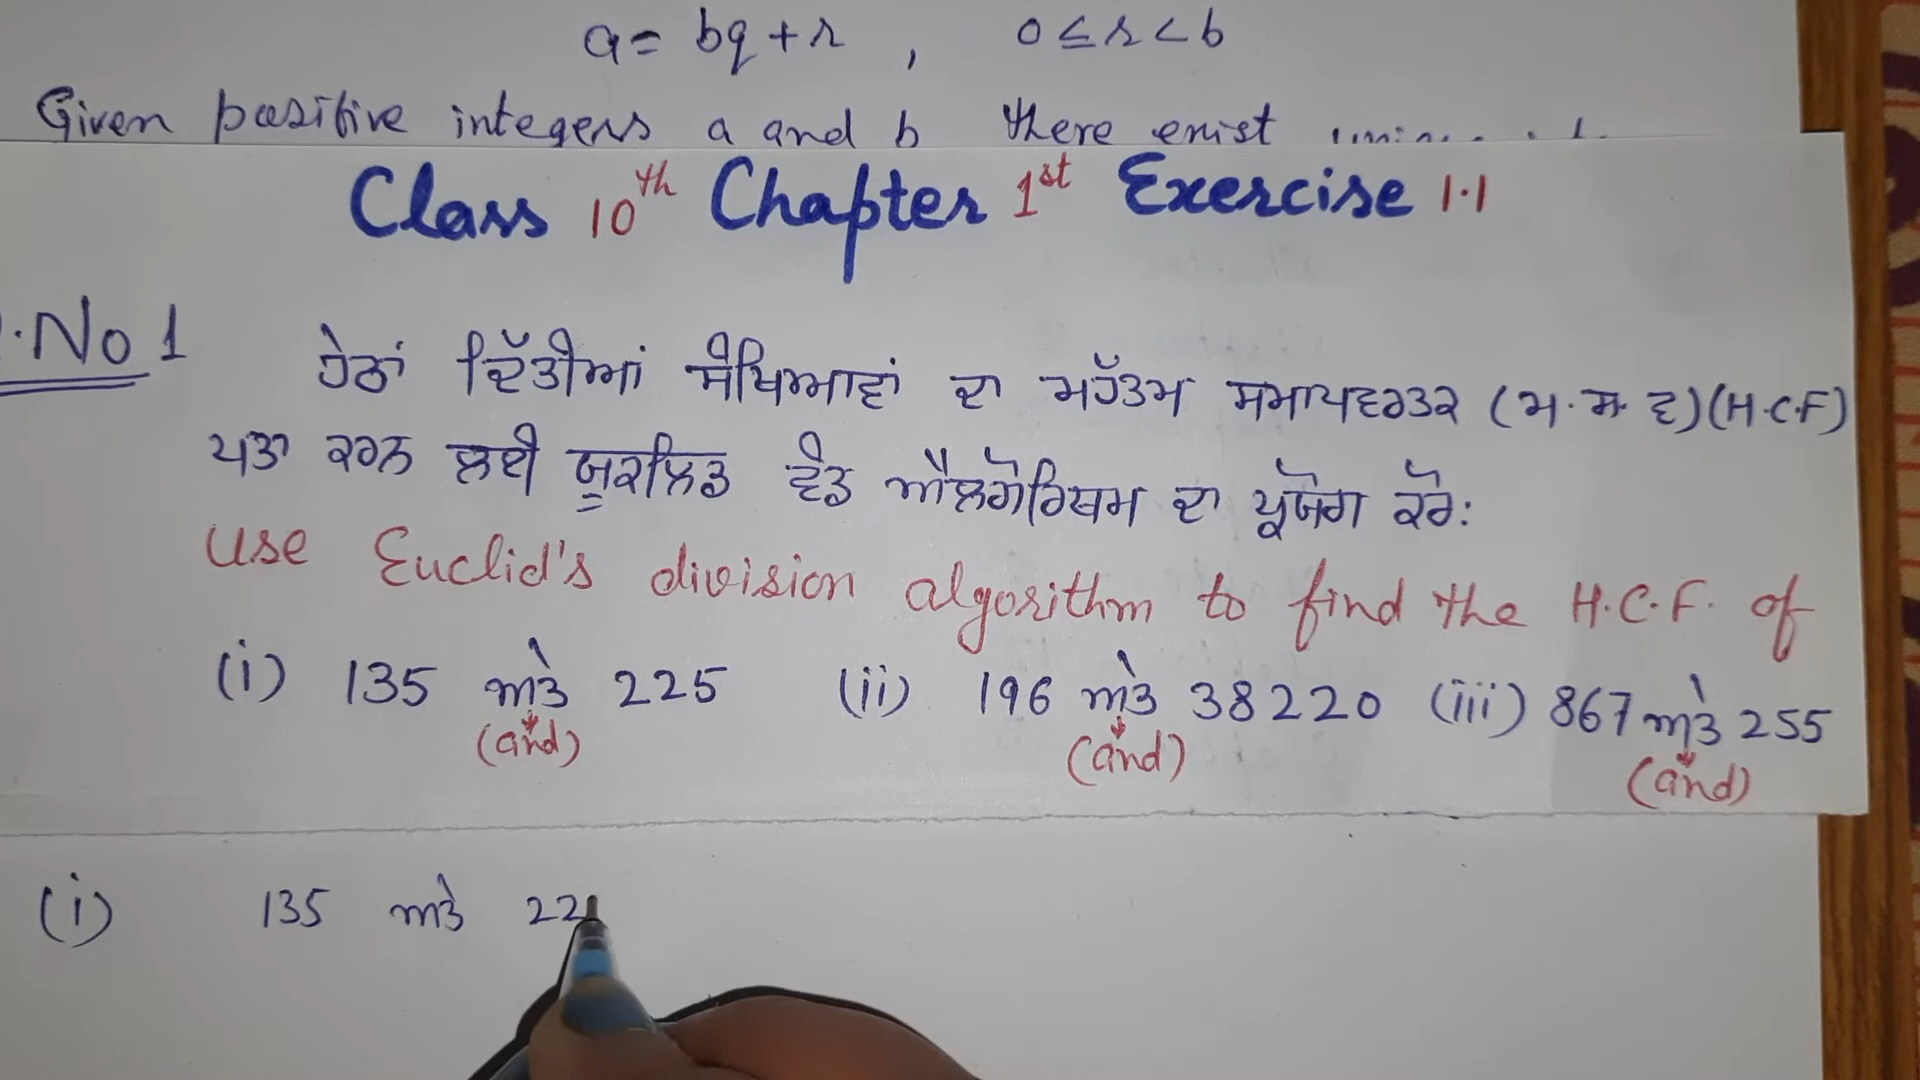 a = bq + r , 0 ≤ r < b
Given positive integers a and b there exist
Class 10th Chapter 1st Exercise 1.1
.No 1 ਹੇਠਾਂ ਦਿੱਤੀਆਂ ਸੰਖਿਆਵਾਂ ਦਾ ਮਹੱਤਮ ਸਮਾਪਵਰਤਕ (ਮ.ਸ.ਵ)(H.C.F)
ਪਤਾ ਕਰਨ ਲਈ ਯੂਕਲਿਡ ਵੰਡ ਐਲਗੋਰਿਥਮ ਦਾ ਪ੍ਰਯੋਗ ਕਰੋ:
Use Euclid's division algorithm to find the H.C.F. of
(i) 135 ਅਤੇ 225 (ii) 196 ਅਤੇ 38220 (iii) 867 ਅਤੇ 255
(and) (and) (and)
(i) 135 ਅਤੇ 22